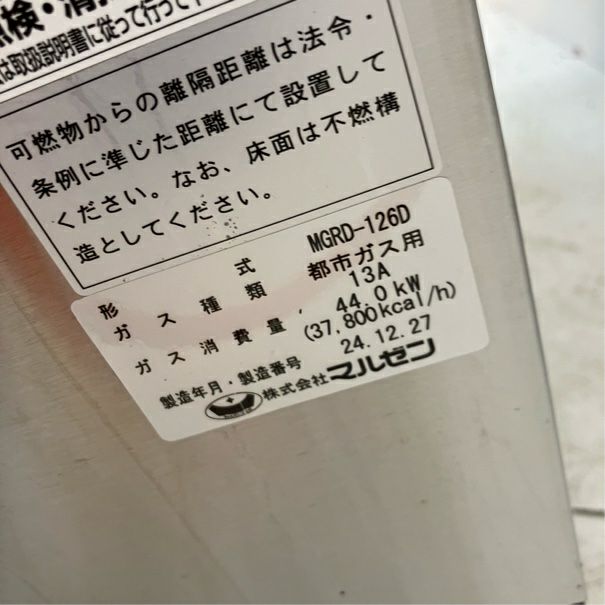 点検・清
は取扱説明書に従って行って
可燃物からの離隔距離は法令・
条例に準じた距離にて設置して
ください。なお、床面は不燃構
造としてください。
形式 MGRD-126D
ガス種類 都市ガス用
13A
ガス消費量 44.0 kW
(37,800kcal/h)
製造年月・製造番号 24.12.27
株式会社マルゼン